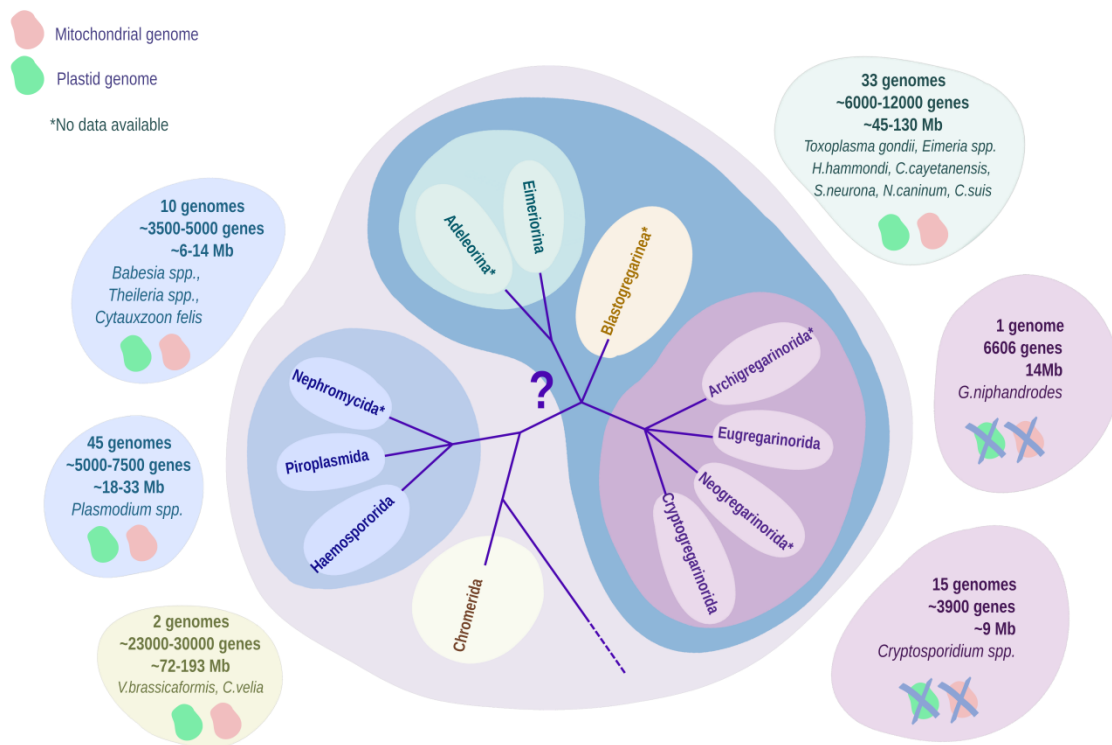 Mitochondrial genome
Plastid genome
*No data available
33 genomes
~6000-12000 genes
~45-130 Mb
Toxoplasma gondii, Eimeria spp.
H.hammondi, C.cayetanensis,
S.neurona, N.caninum, C.suis
10 genomes
~3500-5000 genes
~6-14 Mb
Babesia spp.,
Theileria spp.,
Cytauxzoon felis
Adeleorina*
Eimeriorina
Blastogregarinea*
?
Nephromycida*
Piroplasmida
Haemospororida
Chromerida
Archigregarinorida*
Eugregarinorida
Neogregarinorida*
Cryptogregarinorida
1 genome
6606 genes
14Mb
G.niphandrodes
45 genomes
~5000-7500 genes
~18-33 Mb
Plasmodium spp.
15 genomes
~3900 genes
~9 Mb
Cryptosporidium spp.
2 genomes
~23000-30000 genes
~72-193 Mb
V.brassicaformis, C.velia